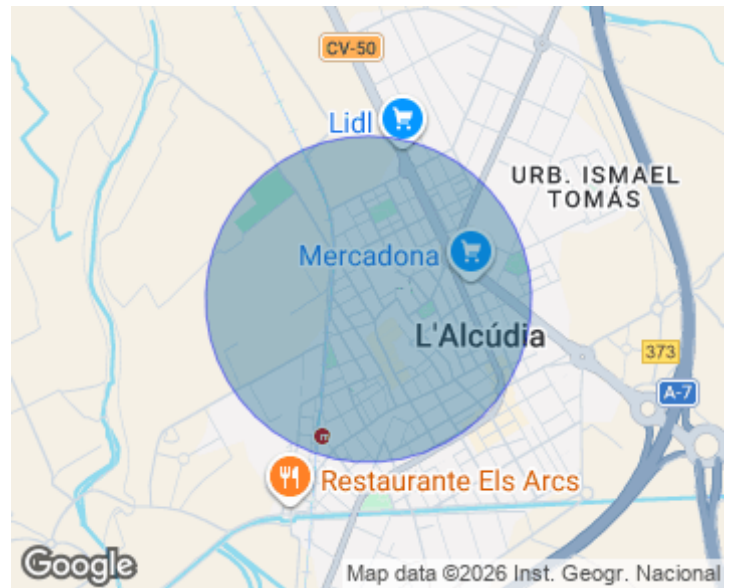 CV-50
Lidl
URB. ISMAEL
TOMÁS
Mercadona
L'Alcúdia
373
A-7
Restaurante Els Arcs
Google
Map data ©2026 Inst. Geogr. Nacional